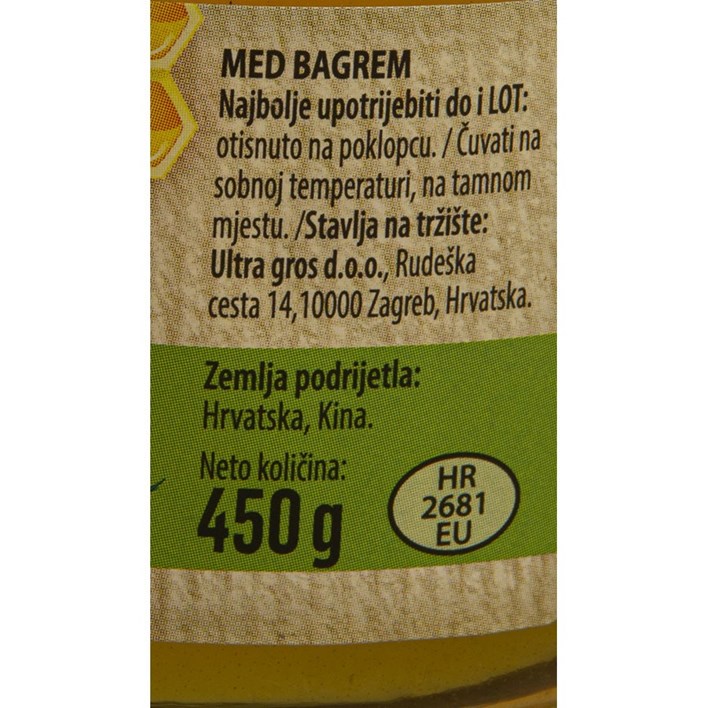 MED BAGREM
Najbolje upotrijebiti do i LOT:
otisnuto na poklopcu. / Čuvati na
sobnoj temperaturi, na tamnom
mjestu. /Stavlja na tržište:
Ultra gros d.o.o., Rudeška
cesta 14,10000 Zagreb, Hrvatska.
Zemlja podrijetla:
Hrvatska, Kina.
Neto količina:
450 g
HR
2681
EU